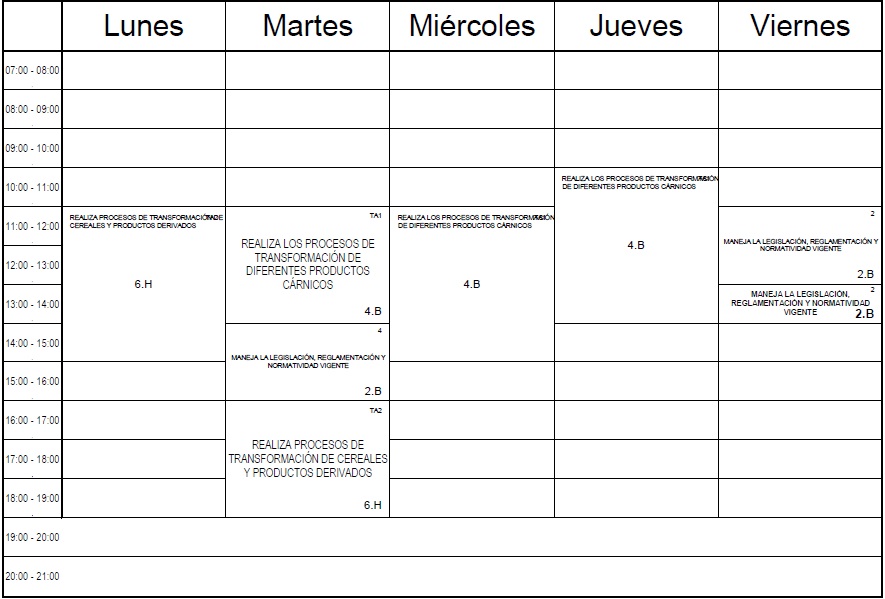 Lunes Martes Miércoles Jueves Viernes
07:00 - 08:00
08:00 - 09:00
09:00 - 10:00
10:00 - 11:00
REALIZA LOS PROCESOS DE TRANSFORMACIÓN
DE DIFERENTES PRODUCTOS CÁRNICOS
4.B
11:00 - 12:00
12:00 - 13:00
13:00 - 14:00
REALIZA PROCESOS DE TRANSFORMACIÓN DE
CEREALES Y PRODUCTOS DERIVADOS
6.H
TA1
REALIZA LOS PROCESOS DE
TRANSFORMACIÓN DE
DIFERENTES PRODUCTOS
CÁRNICOS
4.B
REALIZA LOS PROCESOS DE TRANSFORMACIÓN
DE DIFERENTES PRODUCTOS CÁRNICOS
4.B
2
MANEJA LA LEGISLACIÓN, REGLAMENTACIÓN Y
NORMATIVIDAD VIGENTE
2.B
2
MANEJA LA LEGISLACIÓN,
REGLAMENTACIÓN Y NORMATIVIDAD
VIGENTE
2.B
14:00 - 15:00
15:00 - 16:00
4
MANEJA LA LEGISLACIÓN, REGLAMENTACIÓN Y
NORMATIVIDAD VIGENTE
2.B
16:00 - 17:00
17:00 - 18:00
18:00 - 19:00
TA2
REALIZA PROCESOS DE
TRANSFORMACIÓN DE CEREALES
Y PRODUCTOS DERIVADOS
6.H
19:00 - 20:00
20:00 - 21:00